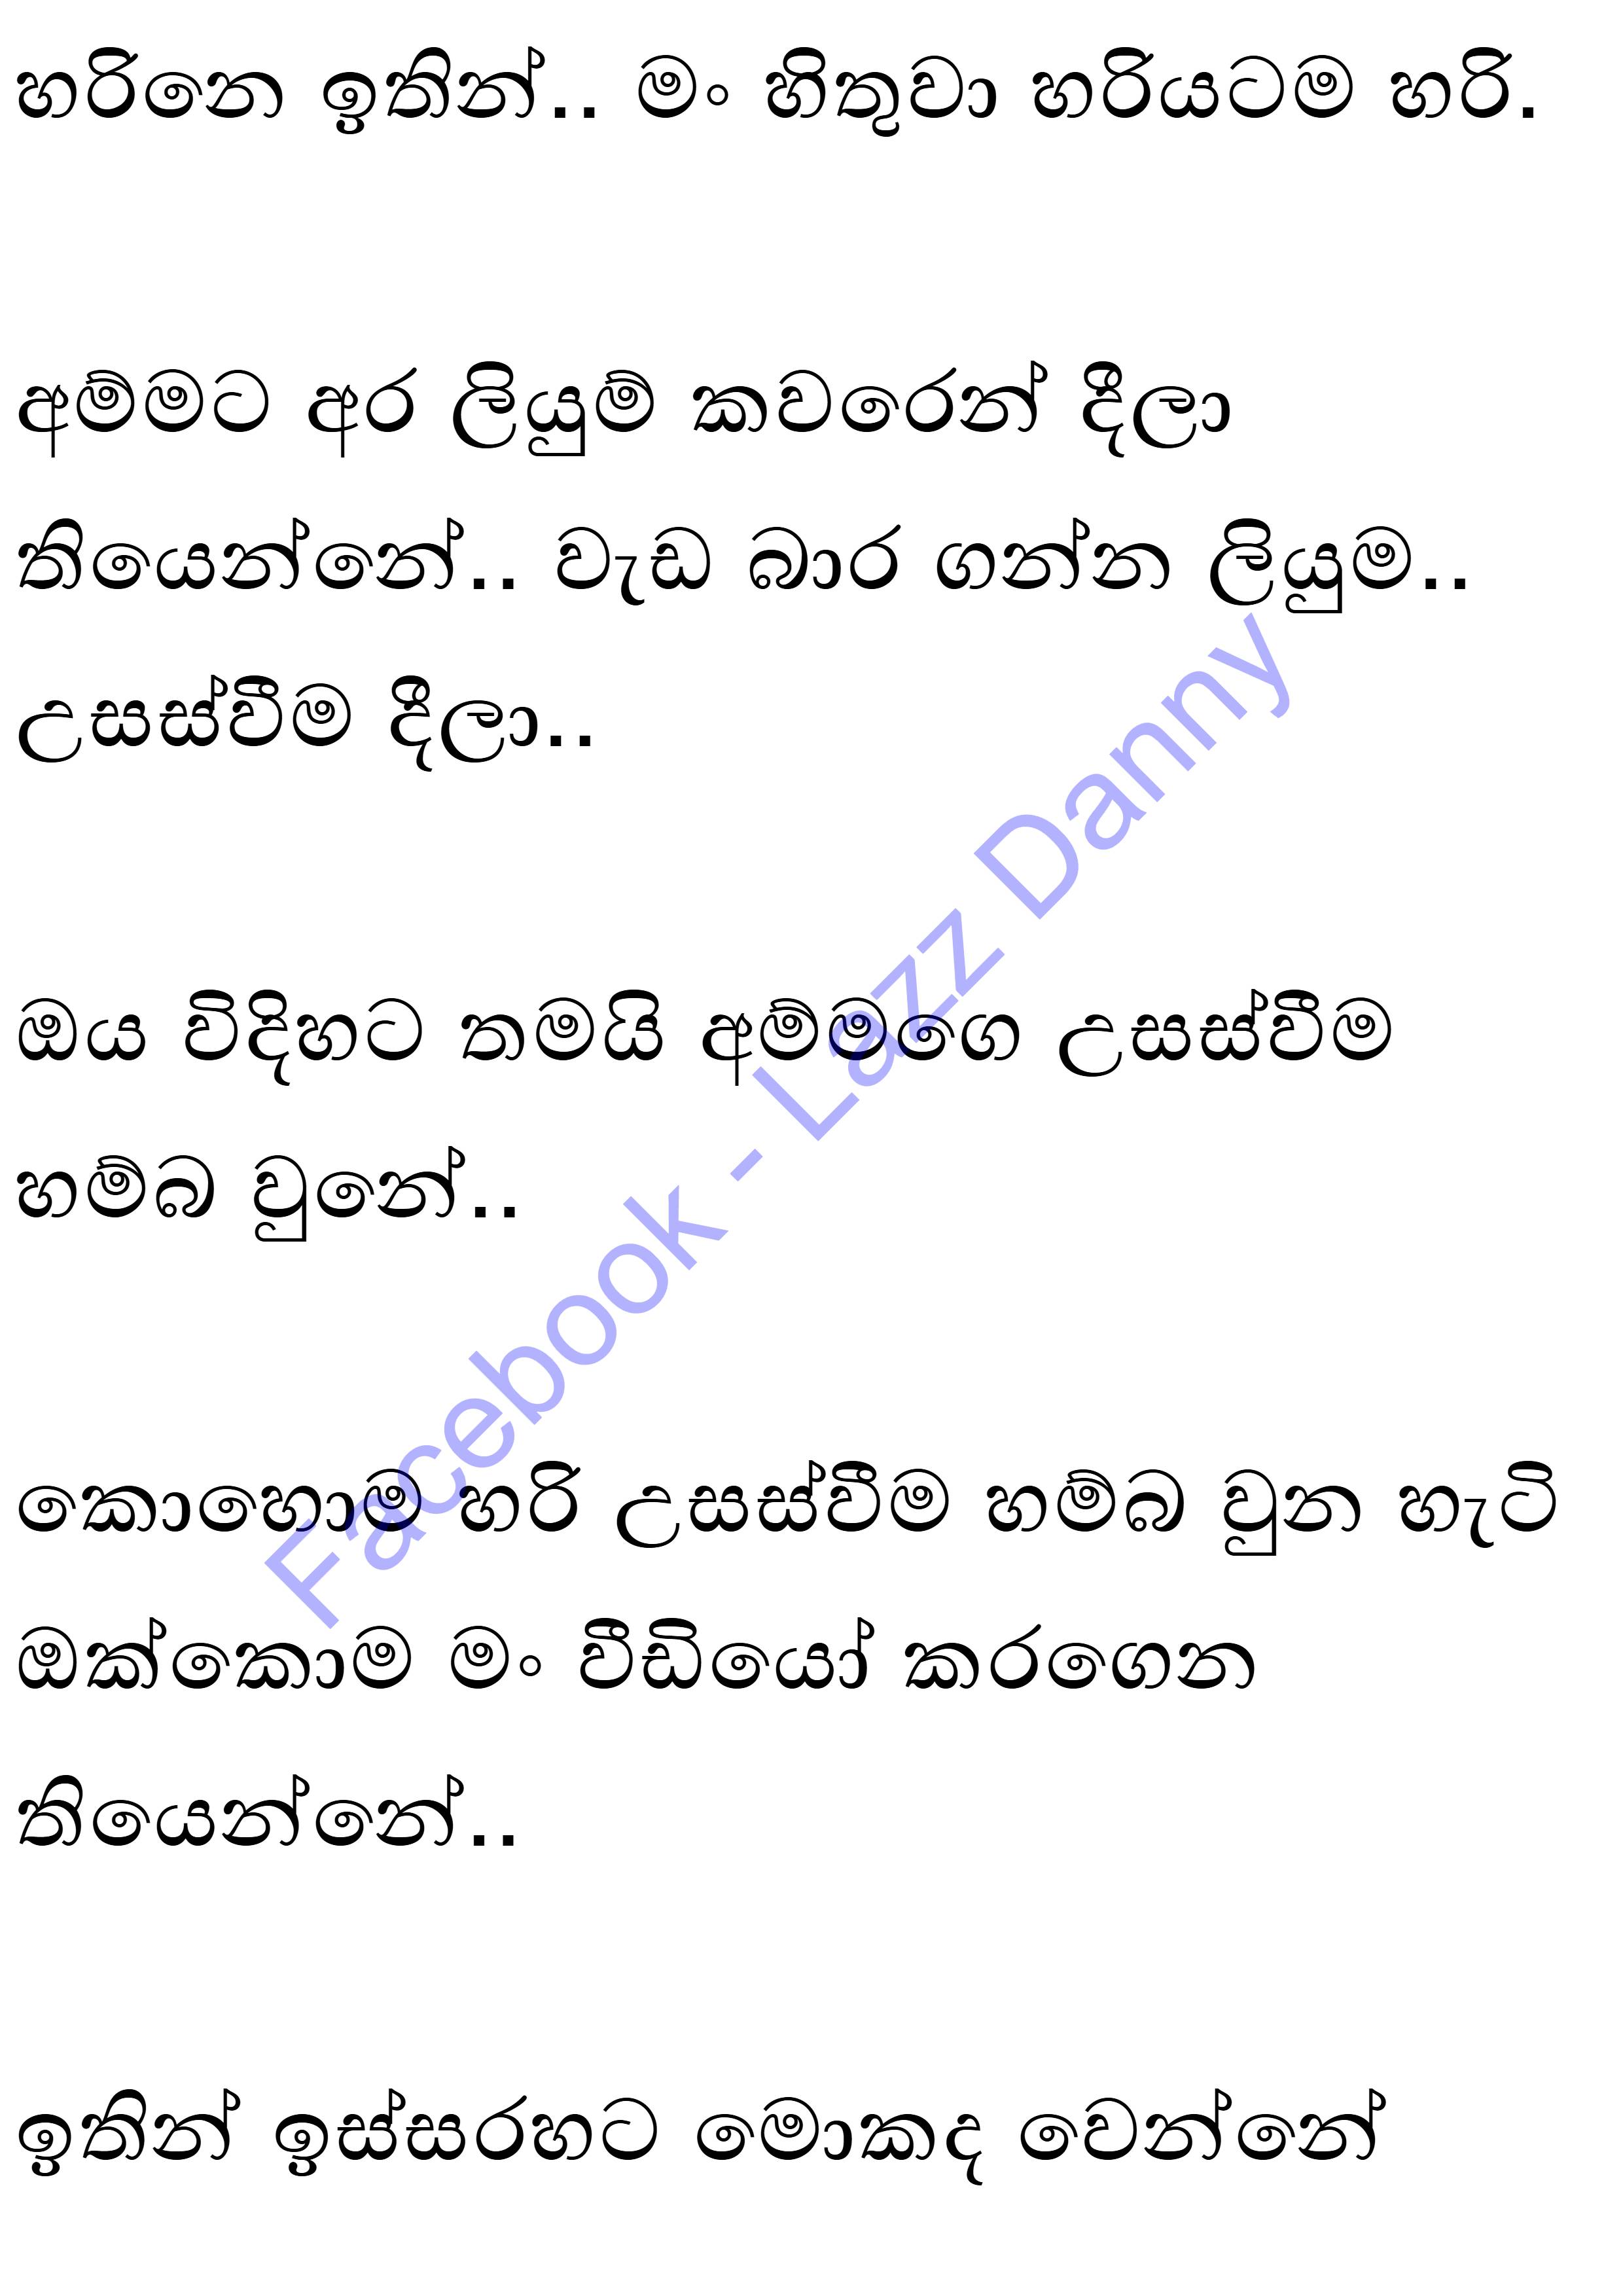 හරිනෙ ඉතින්.. මං හිතුවා හරියටම හරි.
අම්මට අර ලියුම් කවරෙන් දීලා
තියෙන්නේ.. වැඩ බාර ගන්න ලියුම..
උසස්වීම දීලා..
ඔය විදිහට තමයි අම්මගෙ උසස්වීම
හම්බ වුනේ..
කොහොම හරි උසස්වීම හම්බ වුන හැටි
ඔක්කොම මං වීඩියෝ කරගෙන
තියෙන්නේ..
ඉතින් ඉස්සරහට මොකද වෙන්නේ
Facebook - Lazz Danny